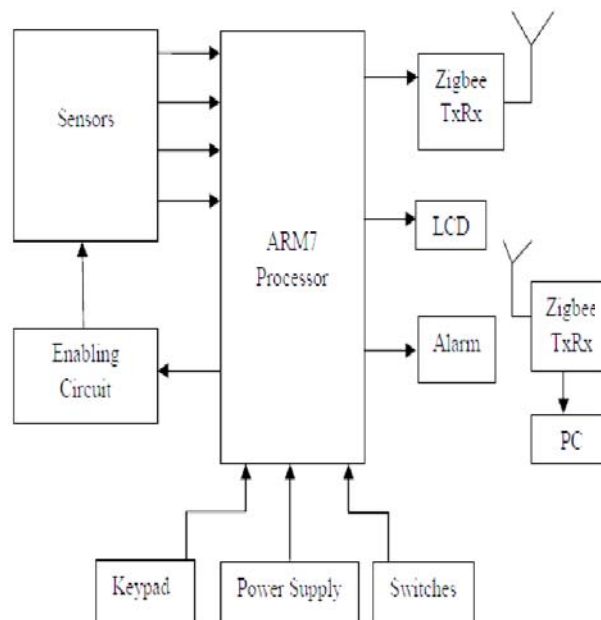 Sensors
Zigbee
TxRx
ARM7
Processor
LCD
Enabling
Circuit
Alarm
Zigbee
TxRx
PC
Keypad
Power Supply
Switches